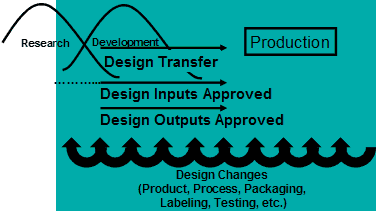 Research
Development
Production
Design Transfer
Design Inputs Approved
Design Outputs Approved
Design Changes
(Product, Process, Packaging,
Labeling, Testing, etc.)